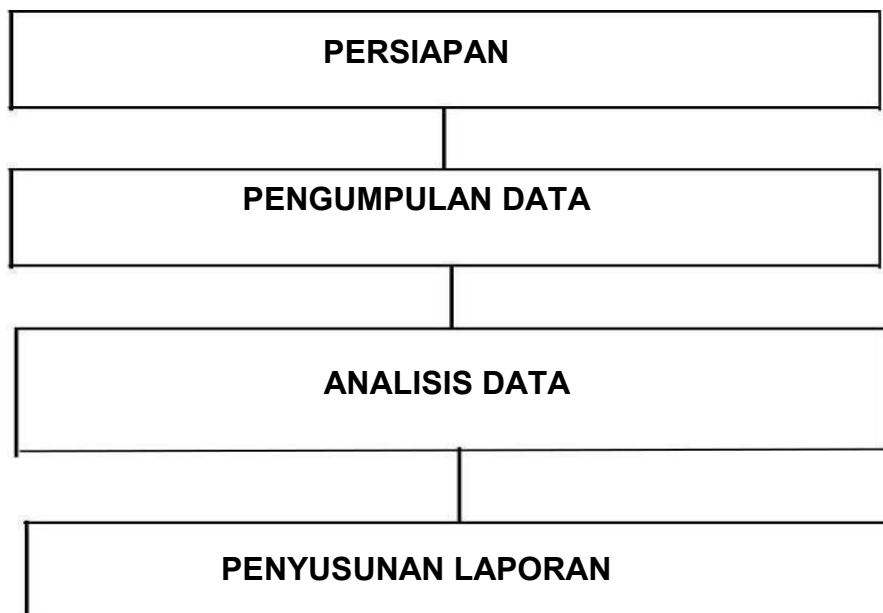 PERSIAPAN
PENGUMPULAN DATA
ANALISIS DATA
PENYUSUNAN LAPORAN